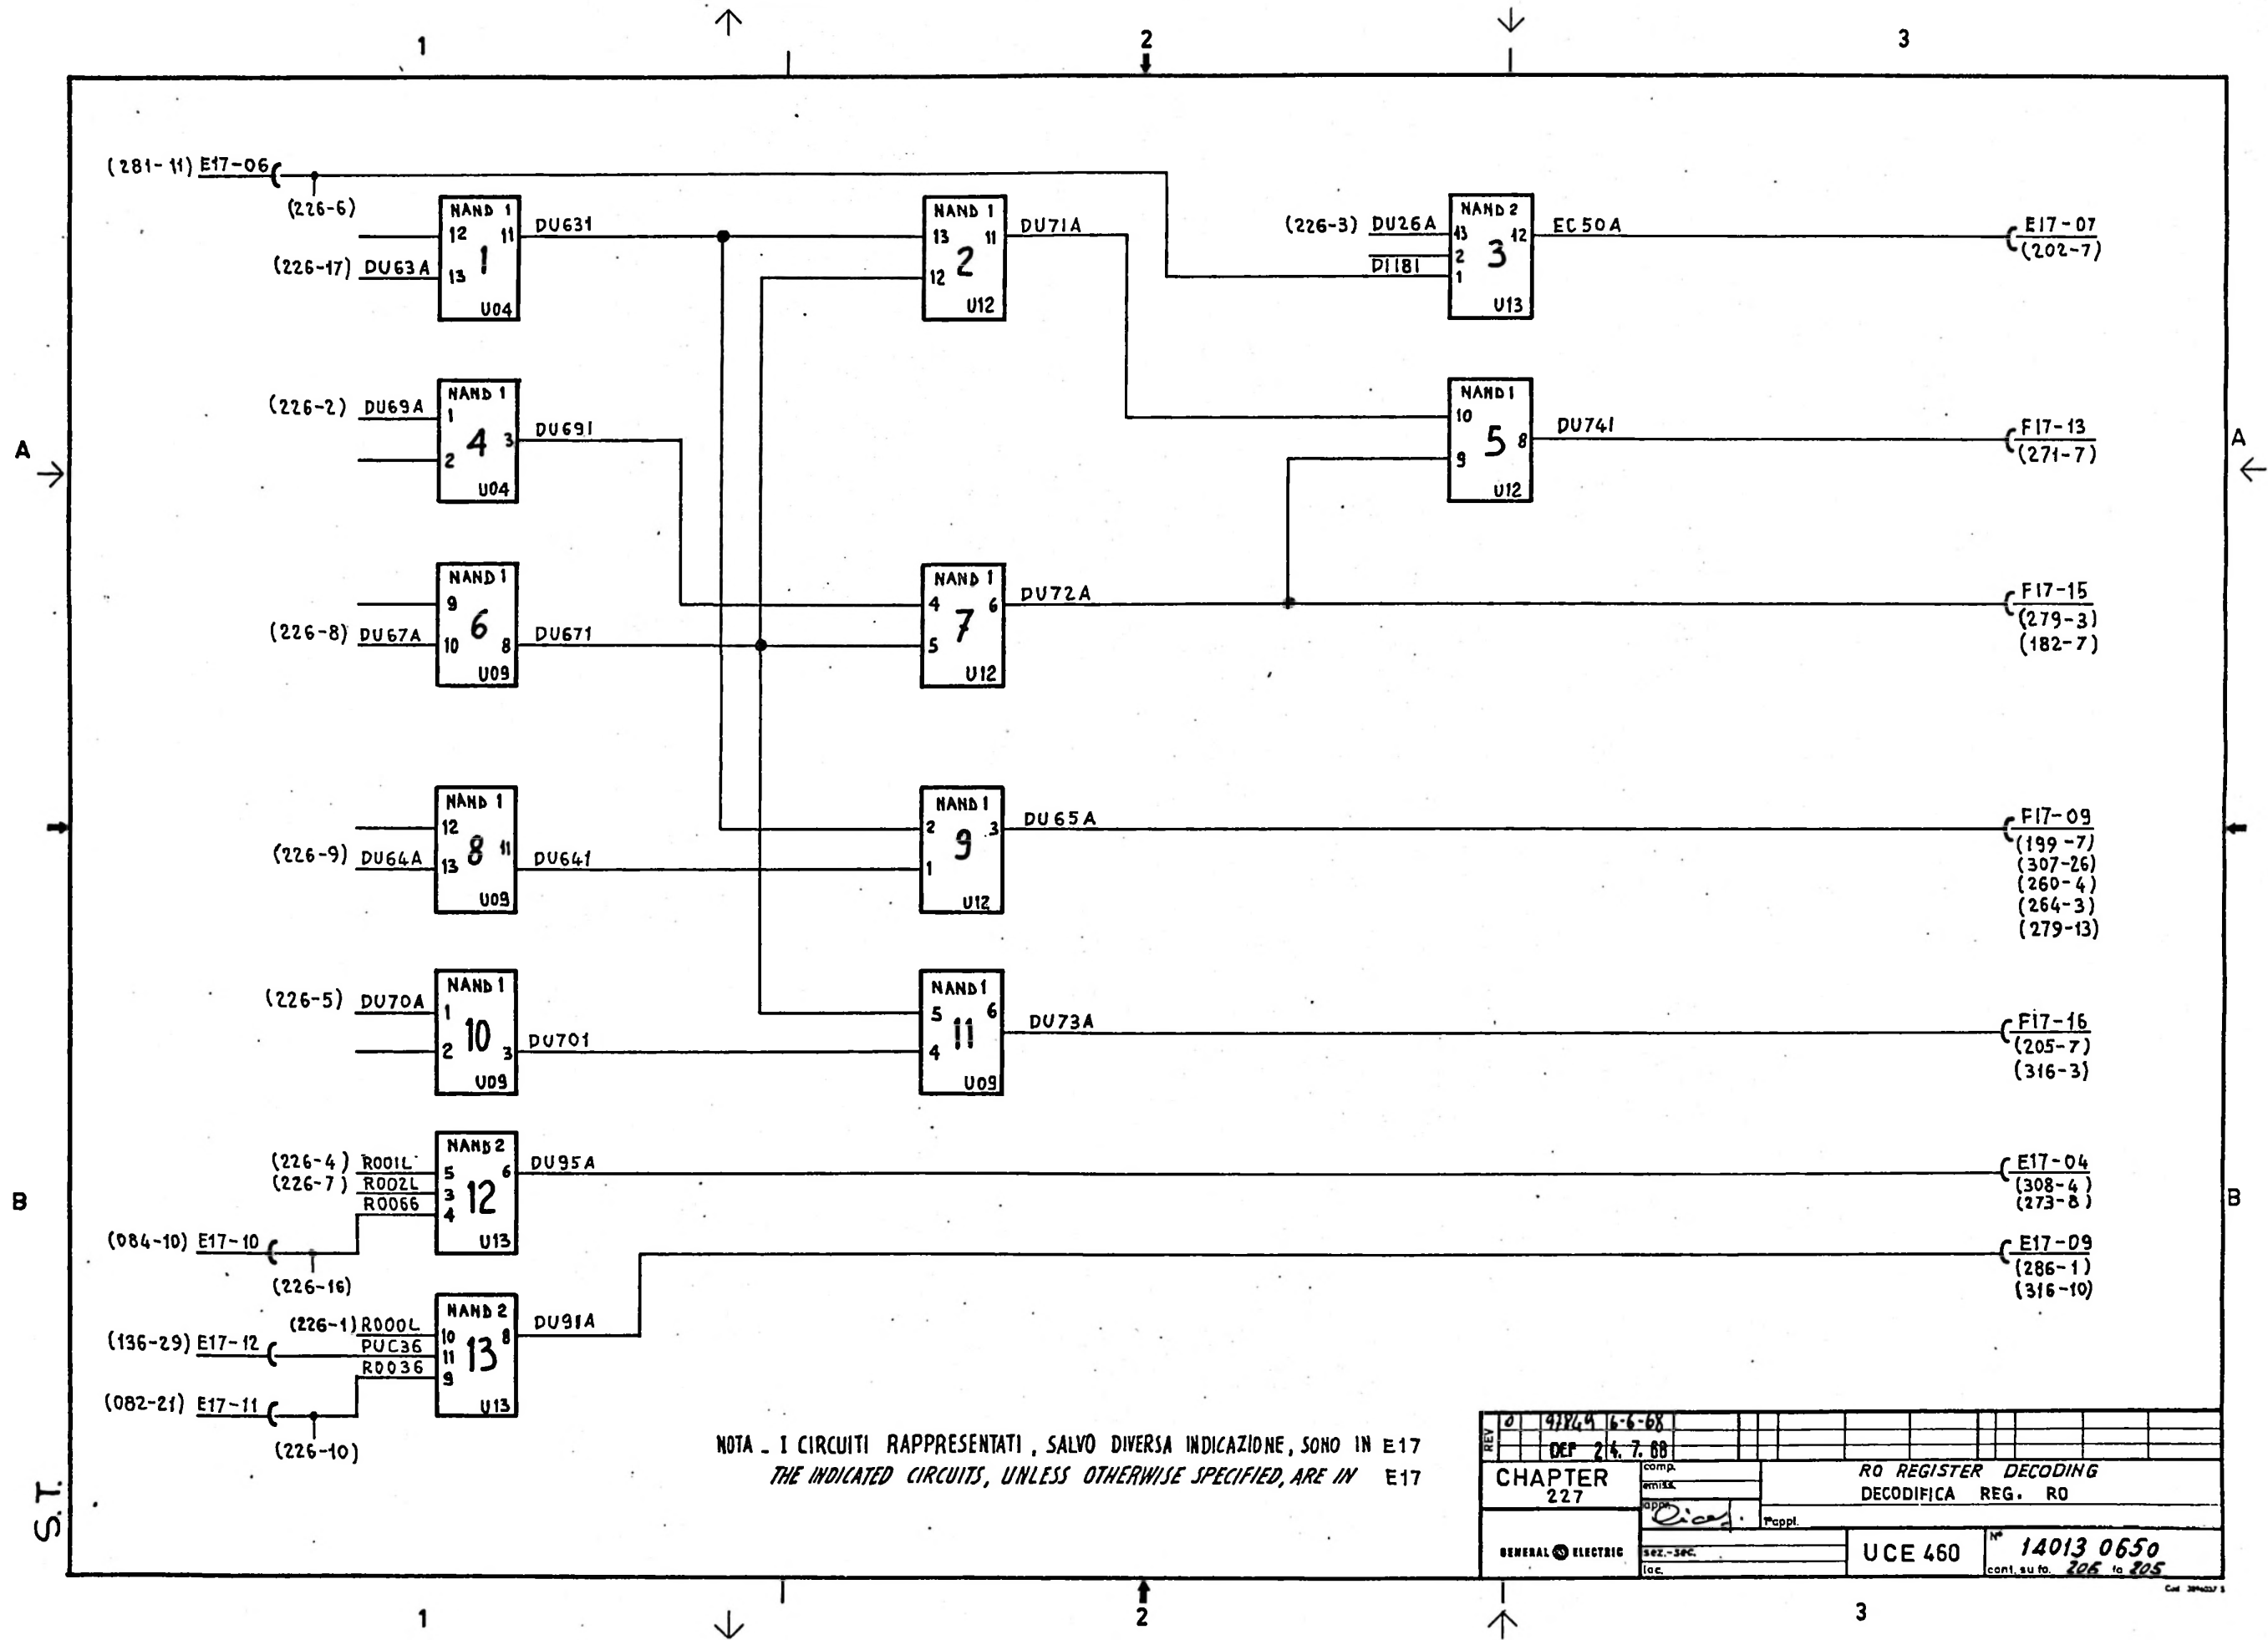 1
2
3
(281-11) E17-06
(226-6)
NAND 1
12 11
1
13
U04
DU631
(226-17) DU63A
NAND 1
13 11
2
12
U12
DU71A
(226-3) DU26A
DI181
NAND 2
13 12
2
3
1
U13
EC50A
E17-07
(202-7)
(226-2) DU69A
NAND 1
1
4 3
2
U04
DU691
NAND 1
10
5 8
9
U12
DU741
F17-13
(271-7)
A
A
NAND 1
9
6
10 8
U09
(226-8) DU67A
DU671
NAND 1
4 6
7
5
U12
DU72A
F17-15
(279-3)
(182-7)
NAND 1
12
8 11
13
U09
(226-9) DU64A
DU641
NAND 1
2 3
9
1
U12
DU65A
F17-09
(199-7)
(307-26)
(260-4)
(264-3)
(279-13)
(226-5) DU70A
NAND 1
1
10
2 3
U09
DU701
NAND 1
5 6
11
4
U09
DU73A
F17-16
(205-7)
(316-3)
(226-4) R001L
(226-7) R002L
R0066
NAND 2
5 6
3
12
4
U13
DU95A
E17-04
(308-4)
(273-8)
B
B
(084-10) E17-10
(226-16)
E17-09
(286-1)
(316-10)
(226-1) R000L
(136-29) E17-12
PUC36
R0036
NAND 2
10 8
11
13
9
U13
DU91A
(082-21) E17-11
(226-10)
NOTA - I CIRCUITI RAPPRESENTATI, SALVO DIVERSA INDICAZIONE, SONO IN E17
THE INDICATED CIRCUITS, UNLESS OTHERWISE SPECIFIED, ARE IN E17
S.T.
REV
0 97849 6-6-68
DEF 24.7.68
CHAPTER
227
comp.
emiss.
appr.
1ªappl.
RO REGISTER DECODING
DECODIFICA REG. RO
GENERAL ELECTRIC
sez.-sec.
loc.
UCE 460
N°
14013 0650
cont. su fo. 206 fo 205
1
2
3